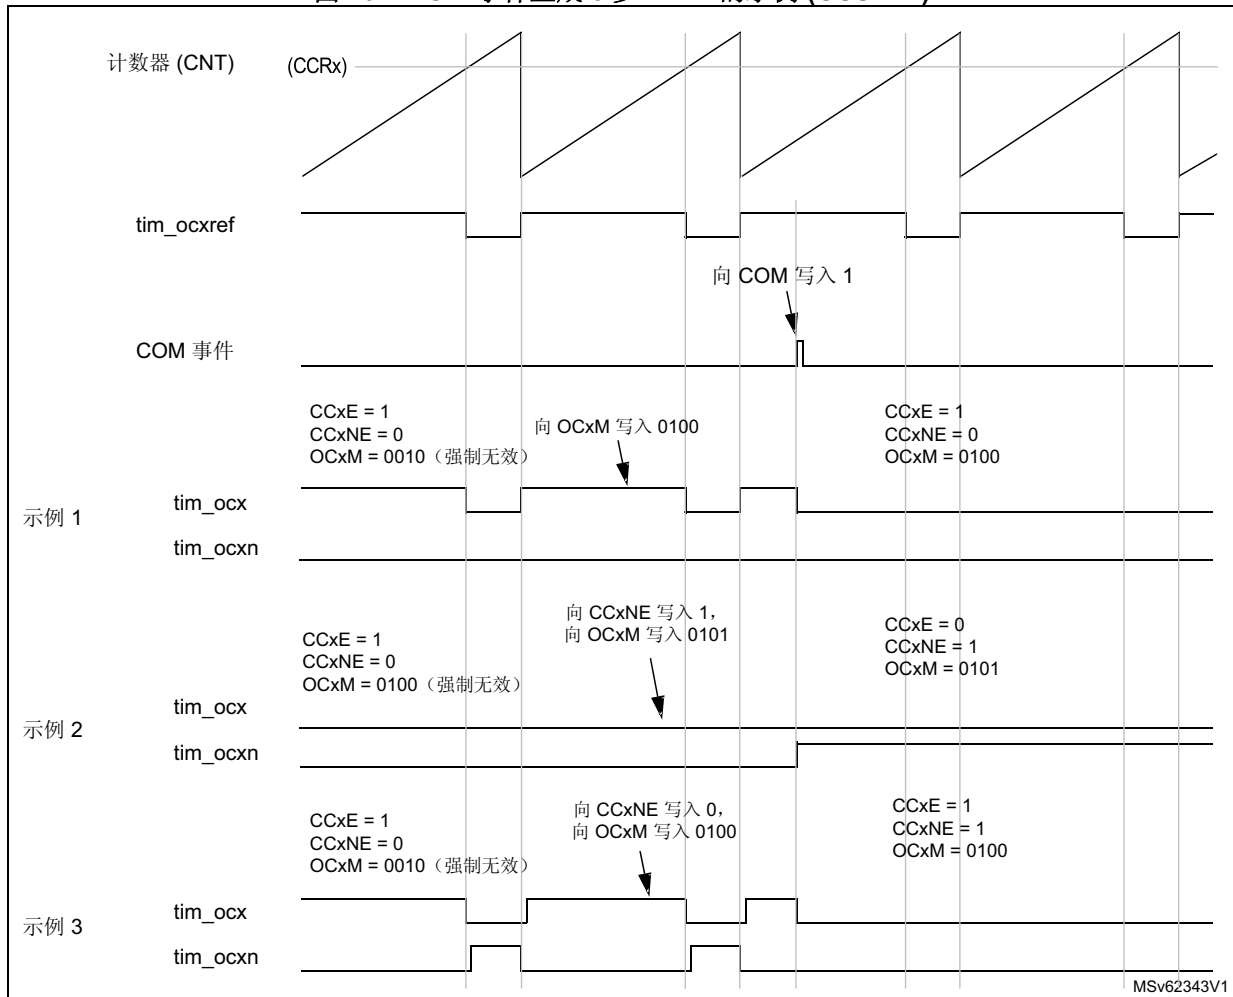 计数器 (CNT)
(CCRx)
tim_ocxref
向 COM 写入 1
COM 事件
CCxE = 1
CCxNE = 0
OCxM = 0010（强制无效）
向 OCxM 写入 0100
CCxE = 1
CCxNE = 0
OCxM = 0100
示例 1
tim_ocx
tim_ocxn
CCxE = 1
CCxNE = 0
OCxM = 0100（强制无效）
向 CCxNE 写入 1，
向 OCxM 写入 0101
CCxE = 0
CCxNE = 1
OCxM = 0101
示例 2
tim_ocx
tim_ocxn
CCxE = 1
CCxNE = 0
OCxM = 0010（强制无效）
向 CCxNE 写入 0，
向 OCxM 写入 0100
CCxE = 1
CCxNE = 1
OCxM = 0100
示例 3
tim_ocx
tim_ocxn
MSv62343V1